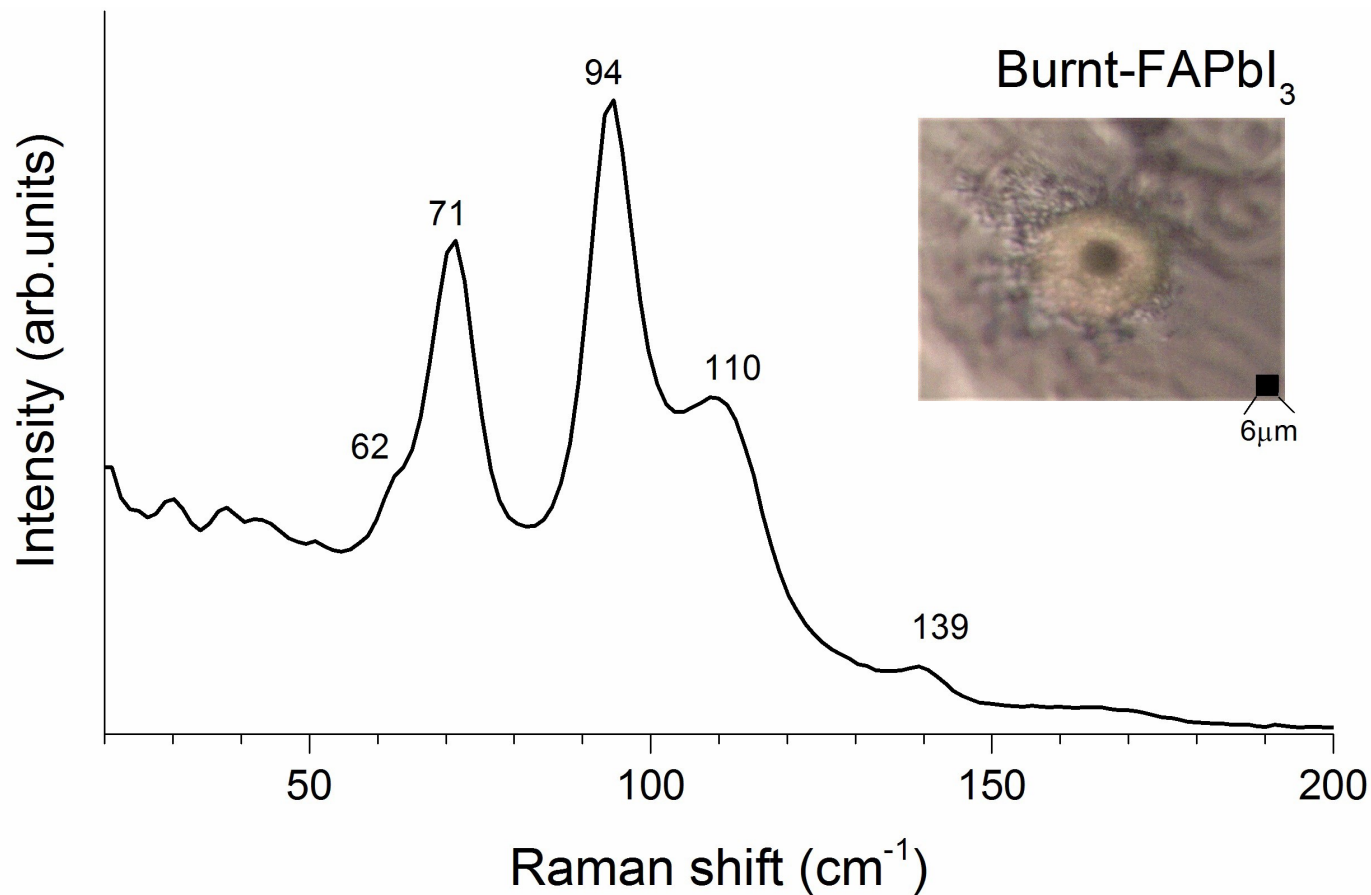 Burnt-FAPbI₃
94
71
110
62
6μm
139
Intensity (arb.units)
50 100 150 200
Raman shift (cm⁻¹)